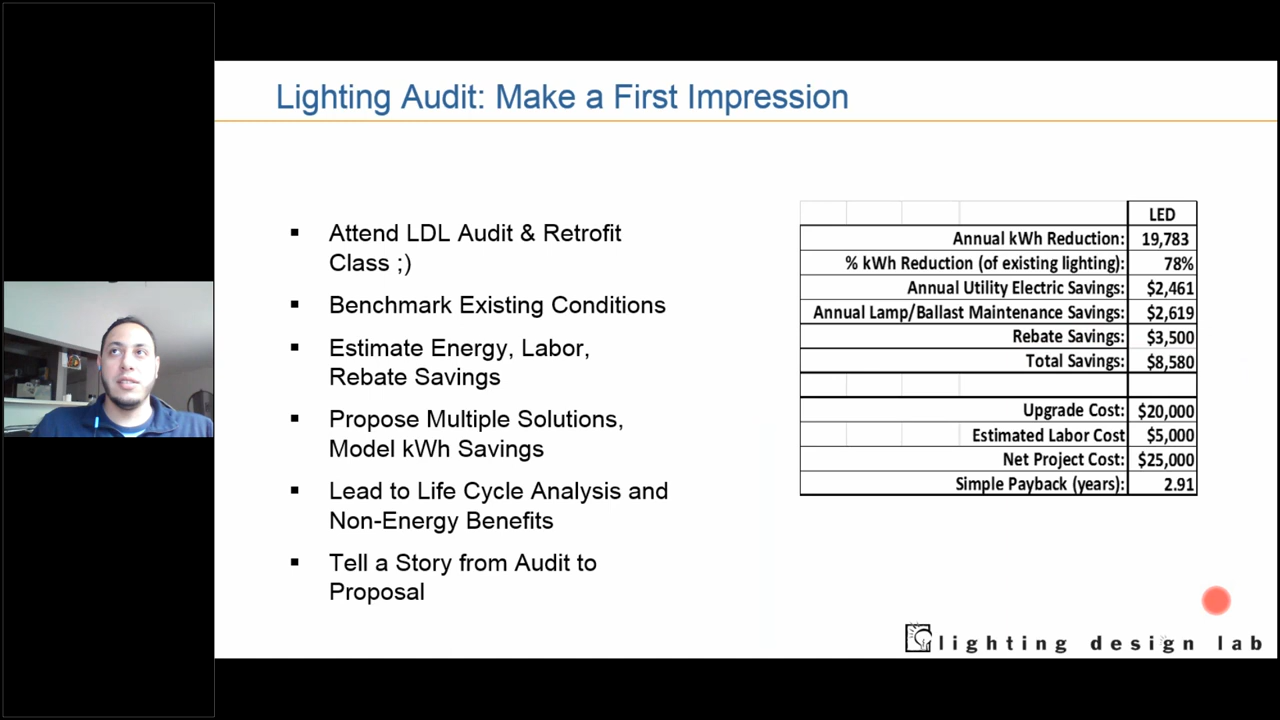 Lighting Audit: Make a First Impression
▪ Attend LDL Audit & Retrofit
Class ;)
▪ Benchmark Existing Conditions
▪ Estimate Energy, Labor,
Rebate Savings
▪ Propose Multiple Solutions,
Model kWh Savings
▪ Lead to Life Cycle Analysis and
Non-Energy Benefits
▪ Tell a Story from Audit to
Proposal
LED
Annual kWh Reduction: 19,783
% kWh Reduction (of existing lighting): 78%
Annual Utility Electric Savings: $2,461
Annual Lamp/Ballast Maintenance Savings: $2,619
Rebate Savings: $3,500
Total Savings: $8,580
Upgrade Cost: $20,000
Estimated Labor Cost $5,000
Net Project Cost: $25,000
Simple Payback (years): 2.91
lighting design lab